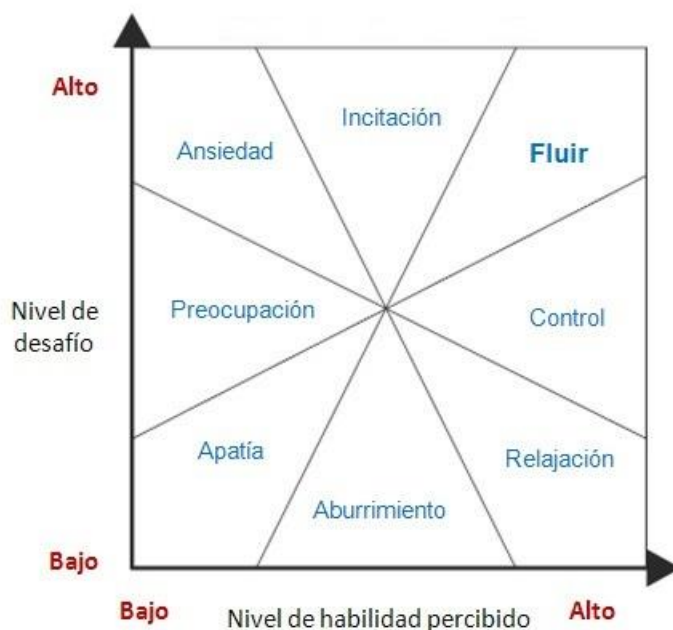 Alto
Incitación
Ansiedad
Fluir
Nivel de
desafío
Preocupación
Control
Apatía
Relajación
Aburrimiento
Bajo
Bajo
Nivel de habilidad percibido
Alto